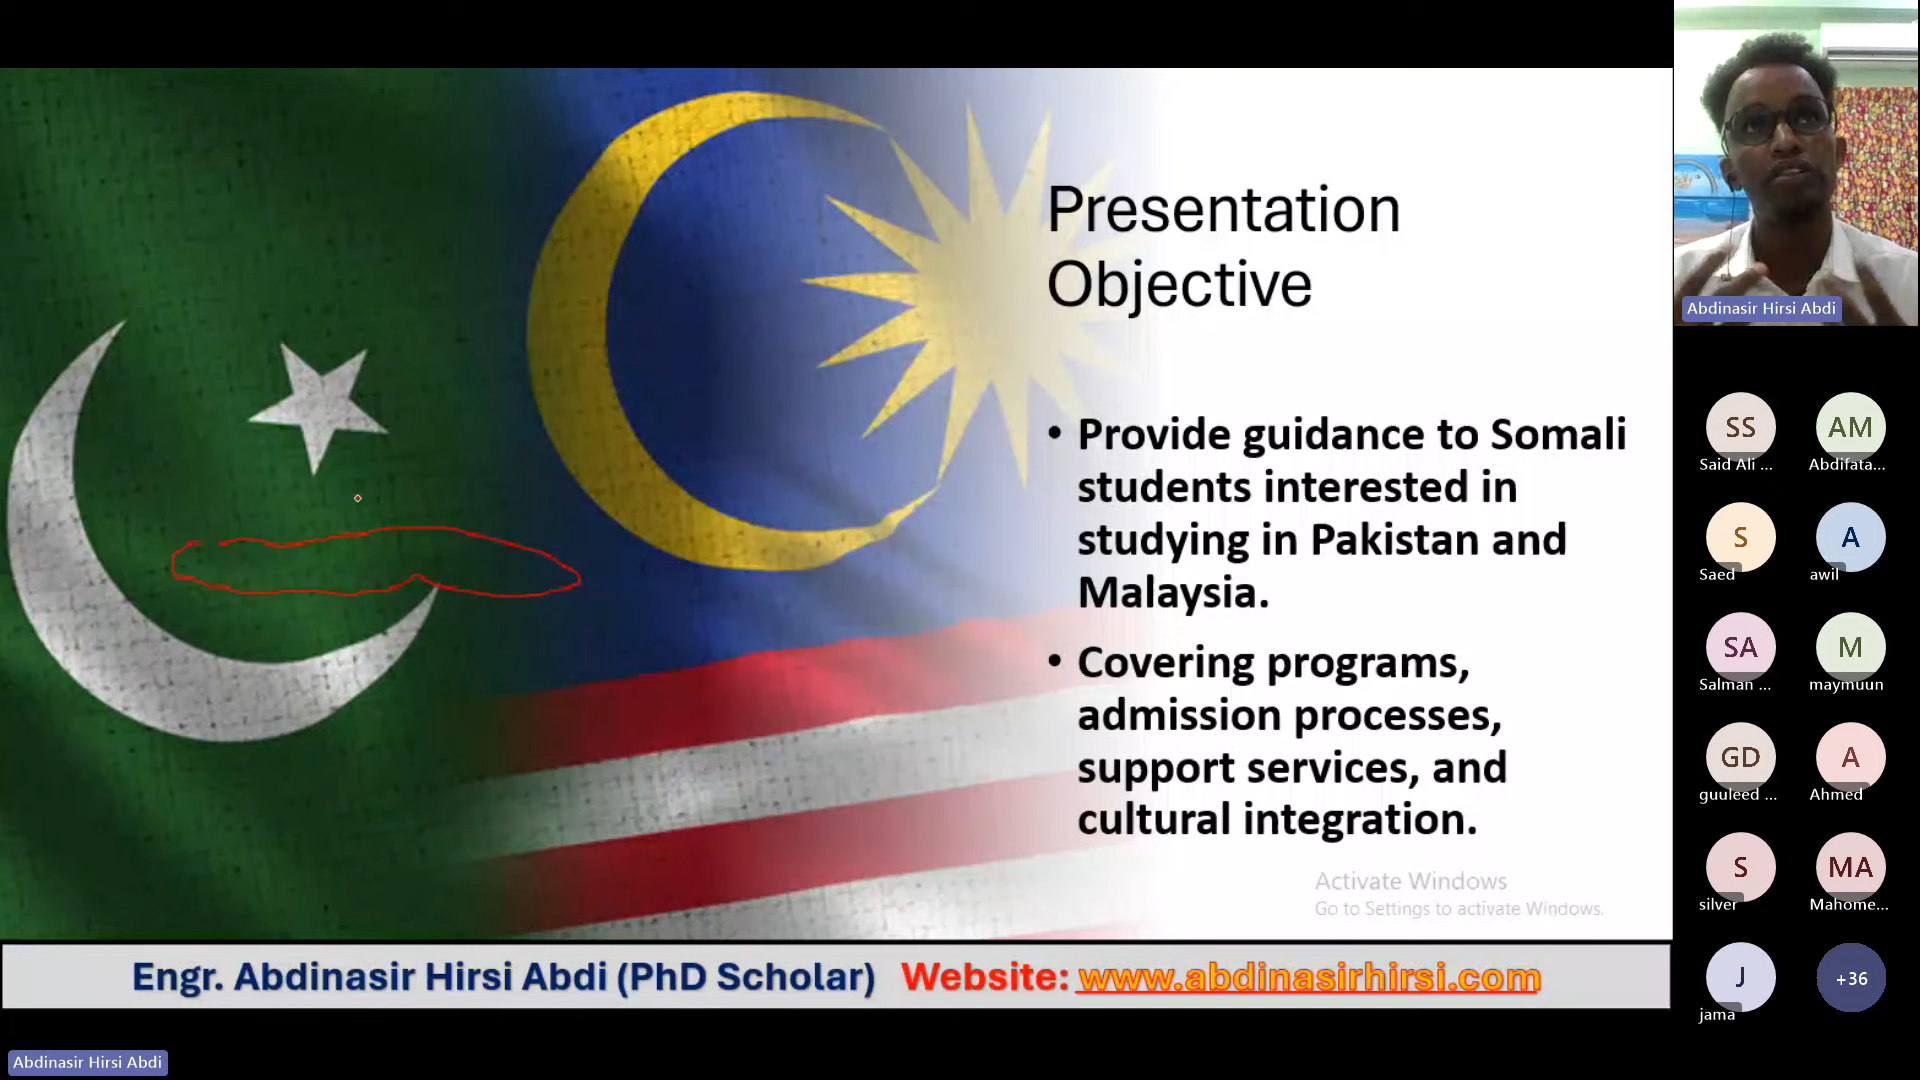 Presentation
Objective
• Provide guidance to Somali
students interested in
studying in Pakistan and
Malaysia.
• Covering programs,
admission processes,
support services, and
cultural integration.
Activate Windows
Go to Settings to activate Windows.
Engr. Abdinasir Hirsi Abdi (PhD Scholar) Website: www.abdinasirhirsi.com
Abdinasir Hirsi Abdi
Abdinasir Hirsi Abdi
SS AM
Said Ali ... Abdifata...
S A
Saed awil
SA M
Salman ... maymuun
GD A
guuleed ... Ahmed
S MA
silver Mahome...
J +36
jama